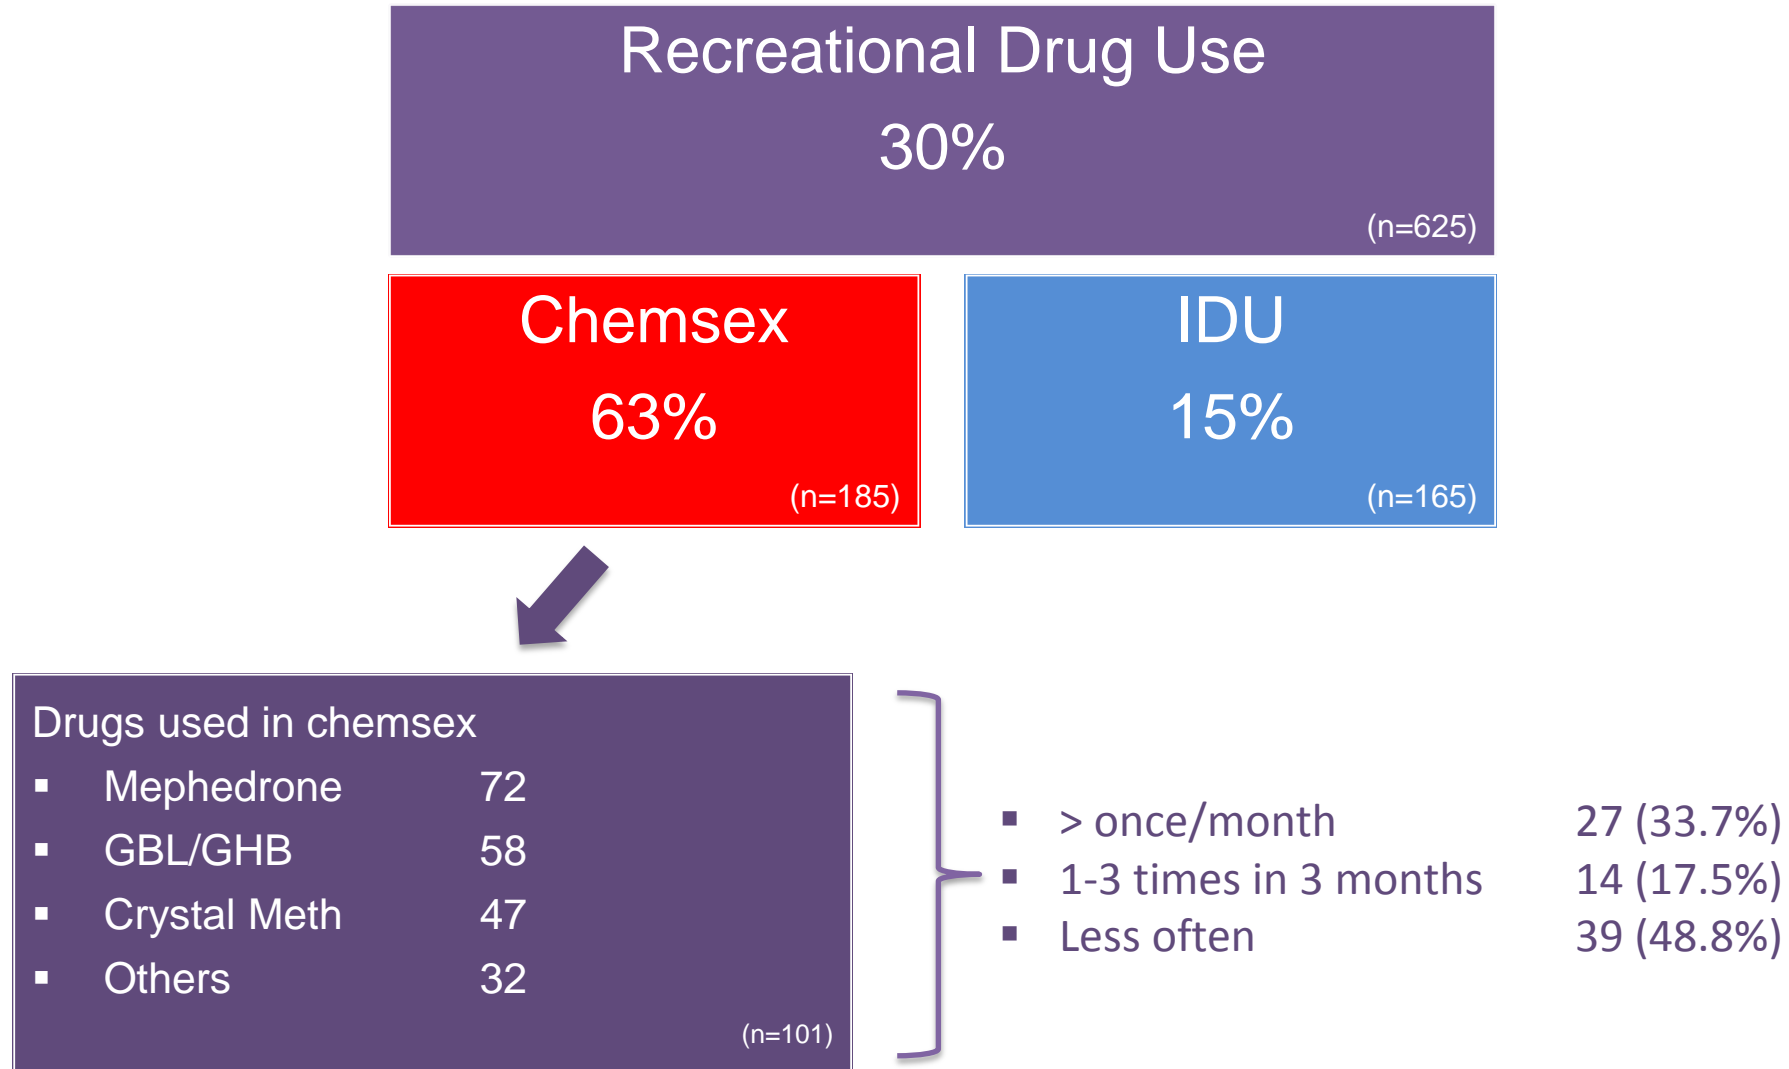 Recreational Drug Use
30%
(n=625)
Chemsex
63%
(n=185)
IDU
15%
(n=165)
Drugs used in chemsex
▪ Mephedrone 72
▪ GBL/GHB 58
▪ Crystal Meth 47
▪ Others 32
(n=101)
▪ > once/month 27 (33.7%)
▪ 1-3 times in 3 months 14 (17.5%)
▪ Less often 39 (48.8%)